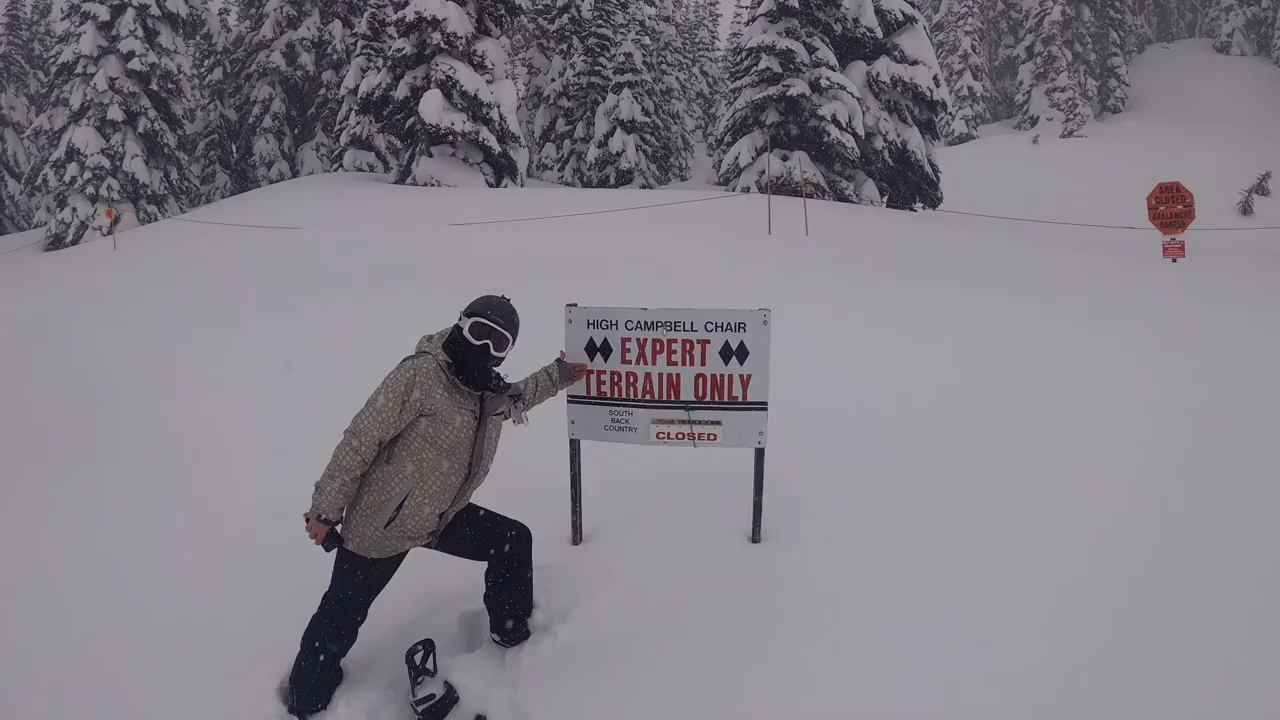 HIGH CAMPBELL CHAIR
EXPERT
TERRAIN ONLY
SOUTH
BACK
COUNTRY
CLOSED
AREA
CLOSED
AVALANCHE
DANGER